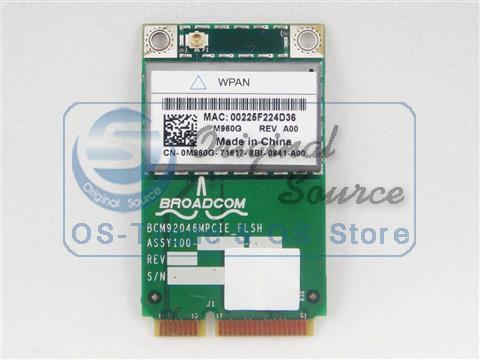 WPAN
MAC: 00225F224D36
M960G REV A00
Made in China
CN- 0M960G- 71617- 8BI- 0841-A00
Original
Source
OS- Store
BROADCOM
BCM92046MPCIE_FLSH
ASSY100-
REV
S/N
J1